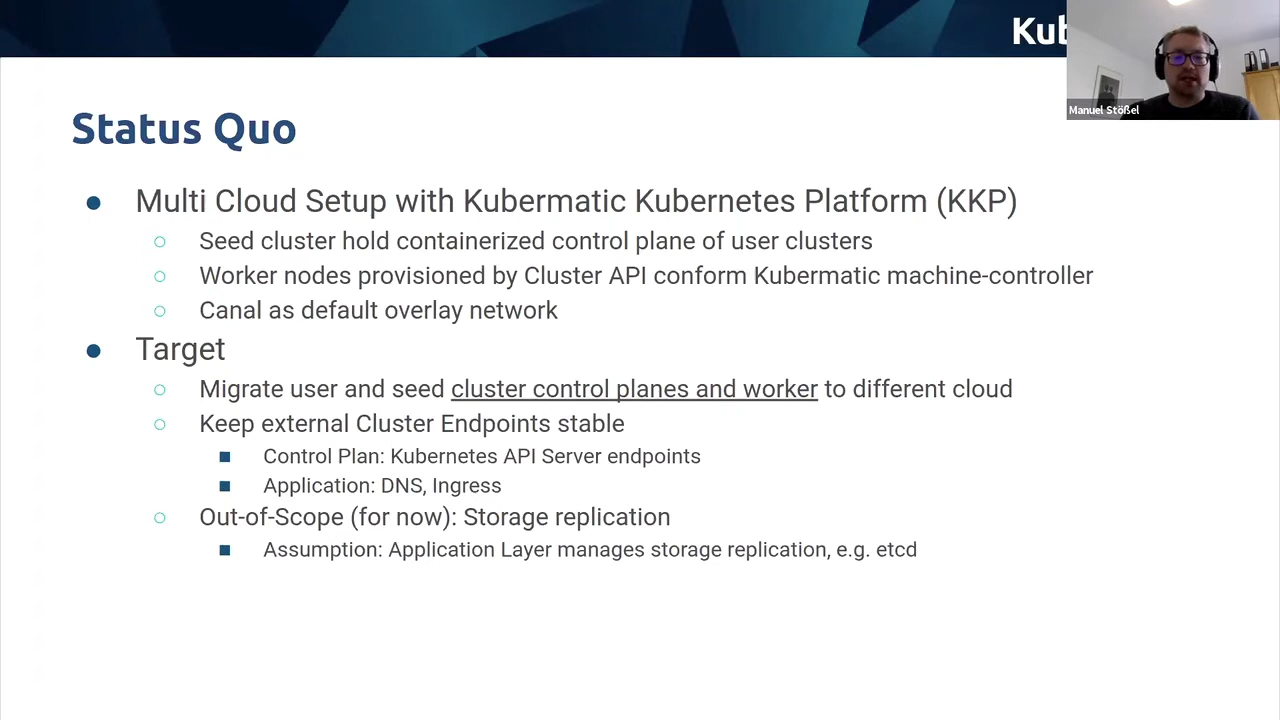 Kub
Manuel Stößel
Status Quo
Multi Cloud Setup with Kubermatic Kubernetes Platform (KKP)
Seed cluster hold containerized control plane of user clusters
Worker nodes provisioned by Cluster API conform Kubermatic machine-controller
Canal as default overlay network
Target
Migrate user and seed cluster control planes and worker to different cloud
Keep external Cluster Endpoints stable
Control Plan: Kubernetes API Server endpoints
Application: DNS, Ingress
Out-of-Scope (for now): Storage replication
Assumption: Application Layer manages storage replication, e.g. etcd